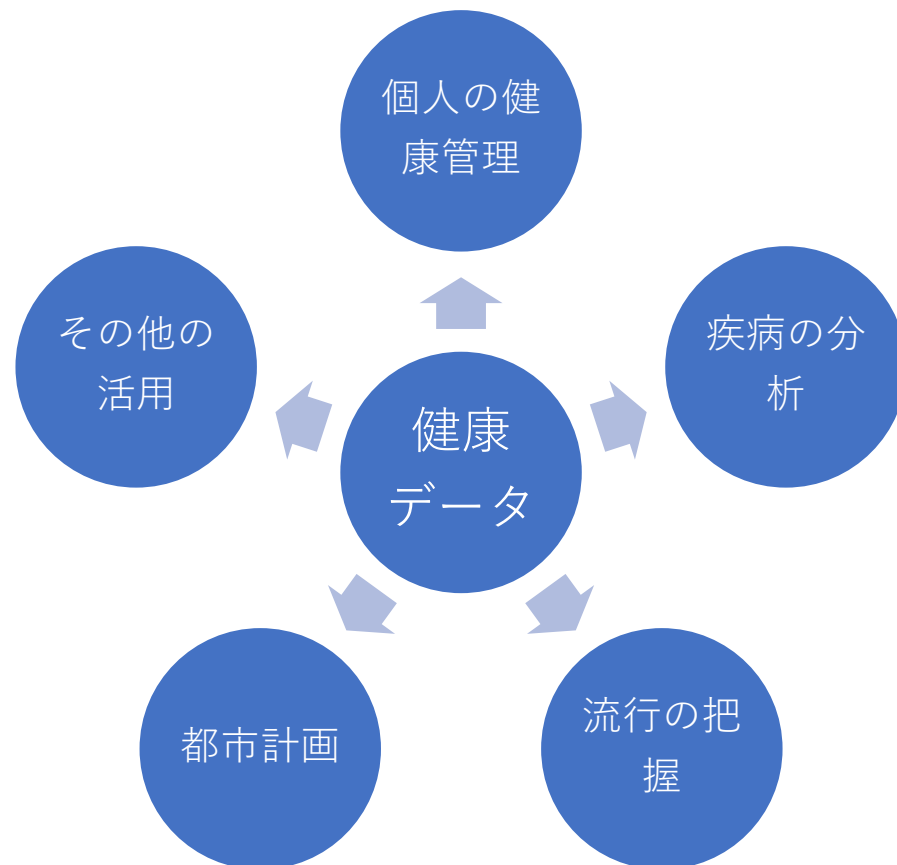 個人の健
康管理
その他の
活用
疾病の分
析
健康
データ
都市計画
流行の把
握